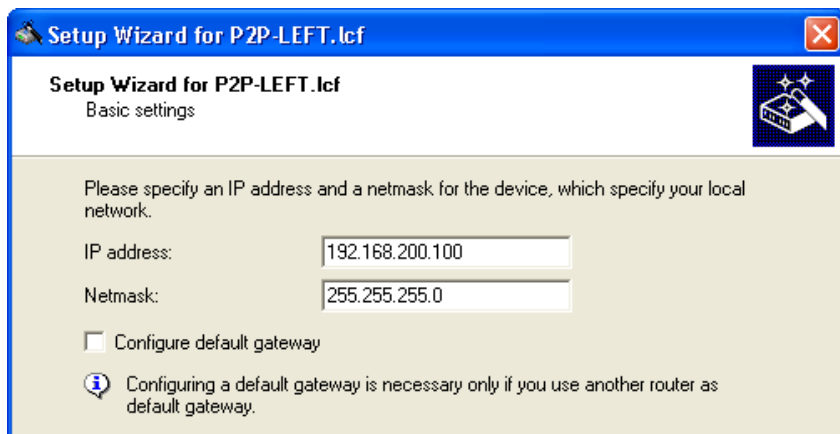 Setup Wizard for P2P-LEFT.lcf
Setup Wizard for P2P-LEFT.lcf
Basic settings
Please specify an IP address and a netmask for the device, which specify your local
network.
IP address: 192.168.200.100
Netmask: 255.255.255.0
Configure default gateway
Configuring a default gateway is necessary only if you use another router as
default gateway.